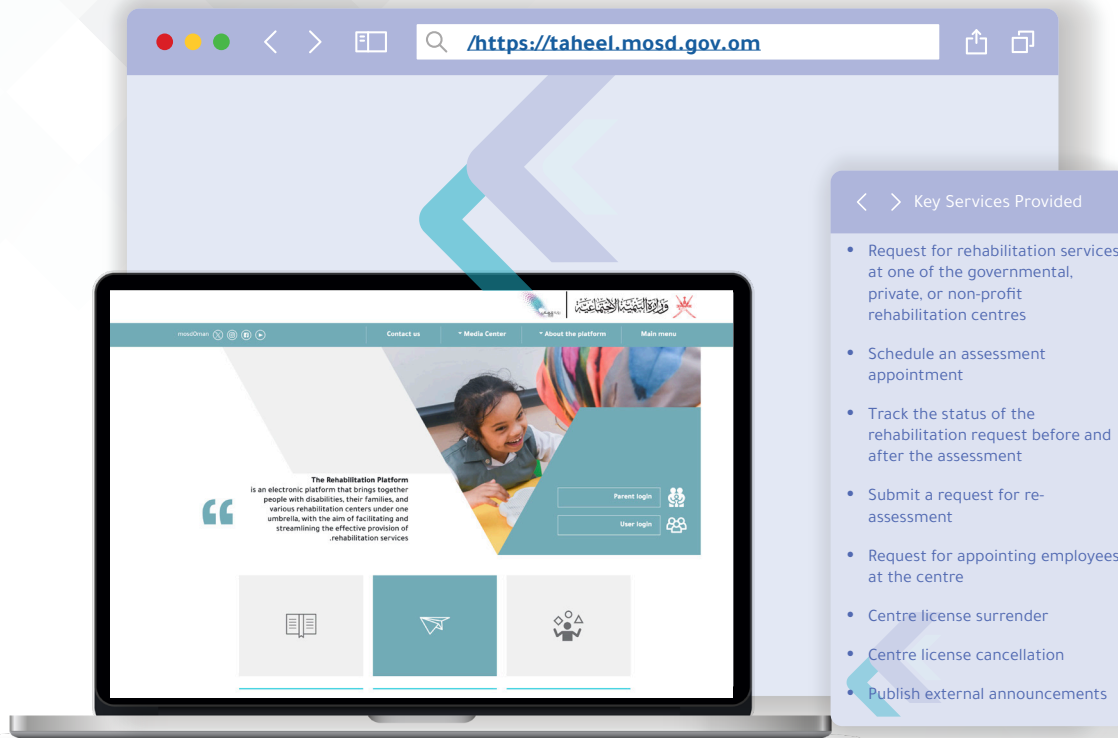 /https://taheel.mosd.gov.om
Key Services Provided
• Request for rehabilitation services
at one of the governmental,
private, or non-profit
rehabilitation centres
• Schedule an assessment
appointment
• Track the status of the
rehabilitation request before and
after the assessment
• Submit a request for re-
assessment
• Request for appointing employees
at the centre
• Centre license surrender
• Centre license cancellation
• Publish external announcements
وزارة التنمية الاجتماعية
mosdOman
Contact us
Media Center
About the platform
Main menu
The Rehabilitation Platform
is an electronic platform that brings together
people with disabilities, their families, and
various rehabilitation centers under one
umbrella, with the aim of facilitating and
streamlining the effective provision of
.rehabilitation services
Parent login
User login